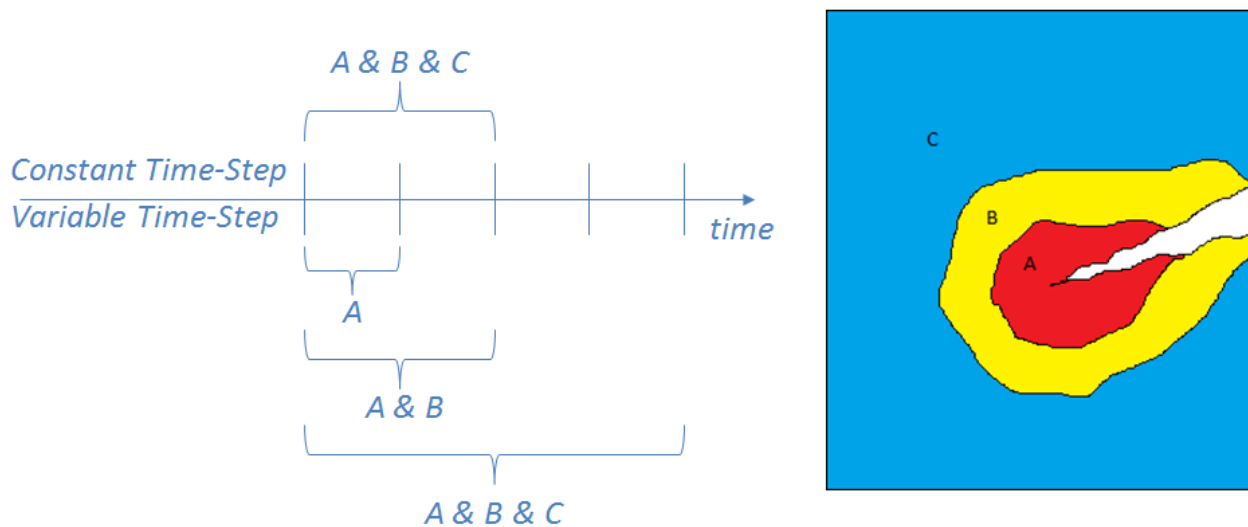 A & B & C
Constant Time-Step
Variable Time-Step
time
A
A & B
A & B & C
C
B
A